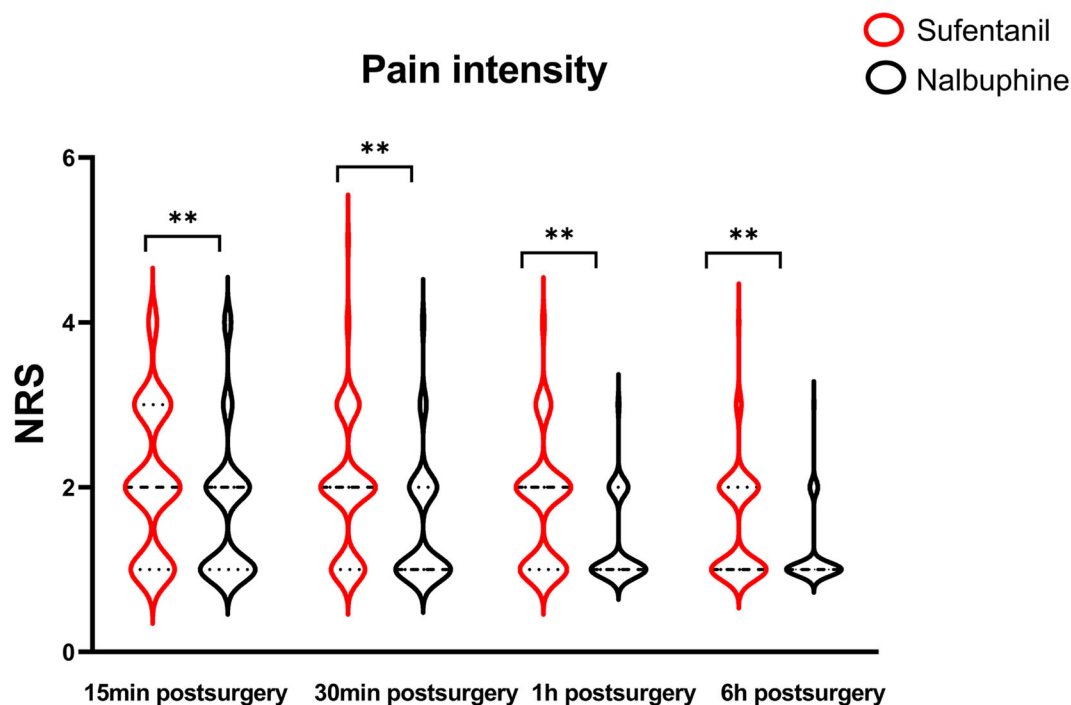 Sufentanil
Nalbuphine
Pain intensity
NRS
6
4
2
0
**
**
**
**
15min postsurgery
30min postsurgery
1h postsurgery
6h postsurgery